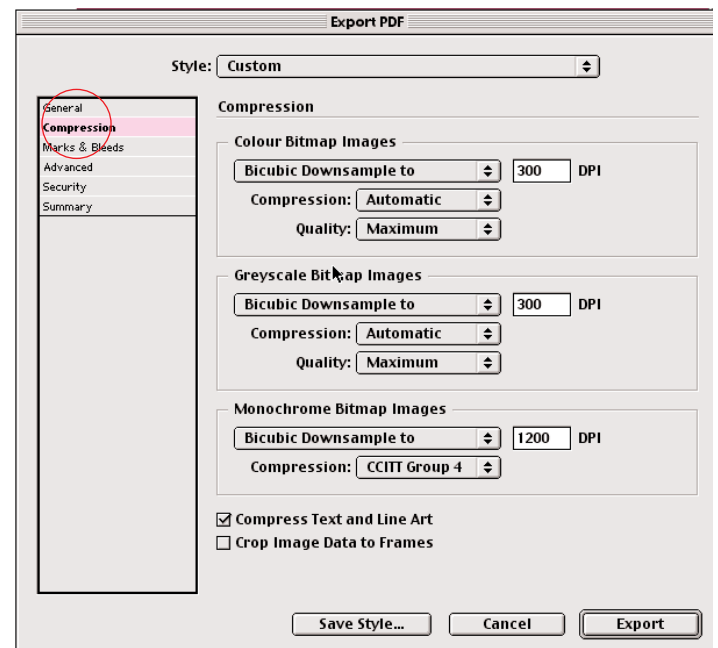 Export PDF
Style: Custom
General
Compression
Marks & Bleeds
Advanced
Security
Summary
Compression
Colour Bitmap Images
Bicubic Downsample to 300 DPI
Compression: Automatic
Quality: Maximum
Greyscale Bitmap Images
Bicubic Downsample to 300 DPI
Compression: Automatic
Quality: Maximum
Monochrome Bitmap Images
Bicubic Downsample to 1200 DPI
Compression: CCITT Group 4
Compress Text and Line Art
Crop Image Data to Frames
Save Style... Cancel Export